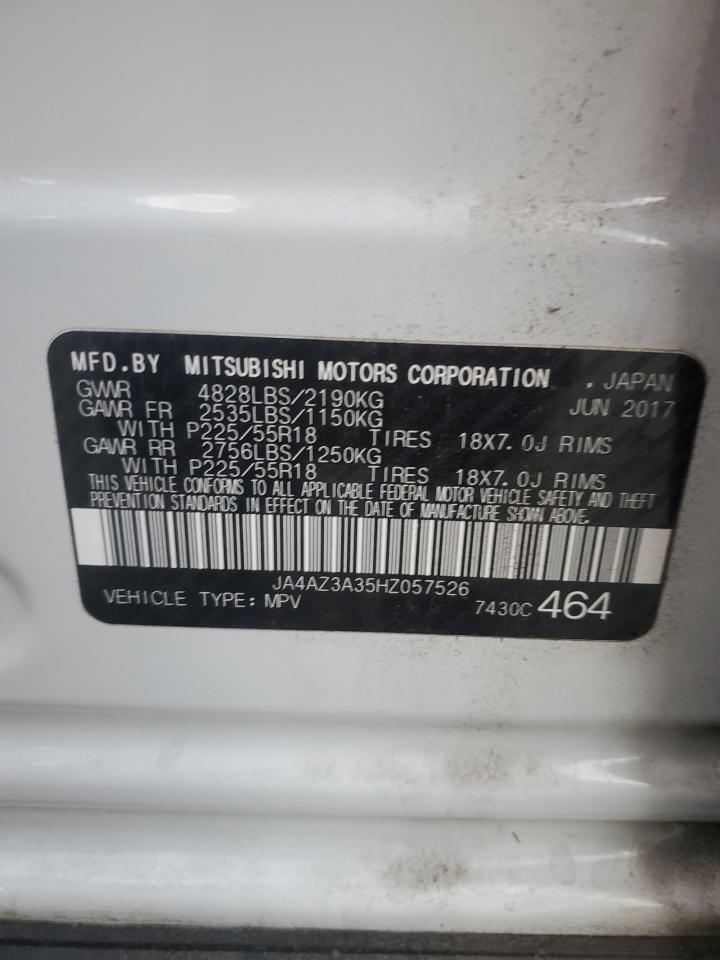 MFD.BY MITSUBISHI MOTORS CORPORATION . JAPAN
GVWR 4828LBS/2190KG JUN 2017
GAWR FR 2535LBS/1150KG
WITH P225/55R18 TIRES 18X7.0J RIMS
GAWR RR 2756LBS/1250KG
WITH P225/55R18 TIRES 18X7.0J RIMS
THIS VEHICLE CONFORMS TO ALL APPLICABLE FEDERAL MOTOR VEHICLE SAFETY AND THEFT
PREVENTION STANDARDS IN EFFECT ON THE DATE OF MANUFACTURE SHOWN ABOVE.
JA4AZ3A35HZ057526
VEHICLE TYPE: MPV 7430C 464